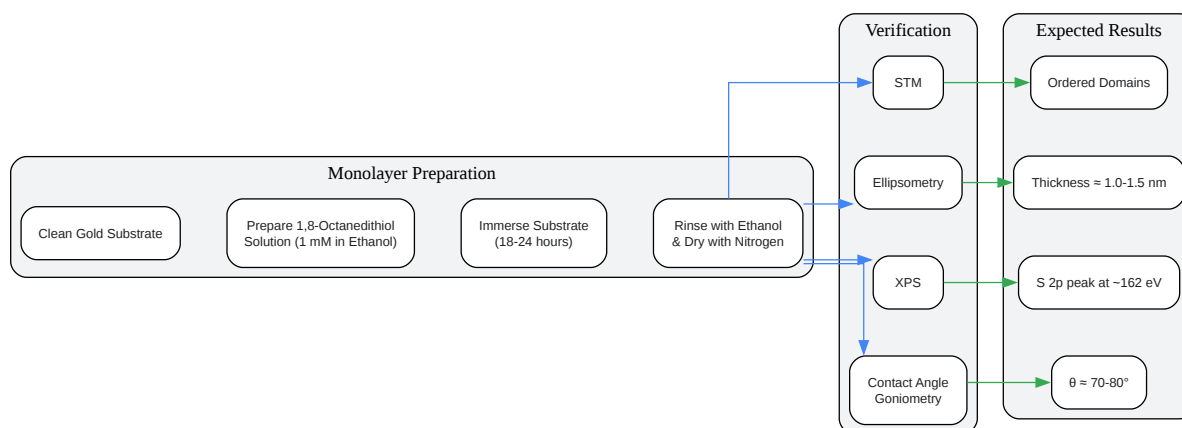 Monolayer Preparation
Clean Gold Substrate
Prepare 1,8-Octanedithiol
Solution (1 mM in Ethanol)
Immerse Substrate
(18-24 hours)
Rinse with Ethanol
& Dry with Nitrogen
Verification
STM
Ellipsometry
XPS
Contact Angle
Goniometry
Expected Results
Ordered Domains
Thickness ≈ 1.0-1.5 nm
S 2p peak at ~162 eV
θ ≈ 70-80°